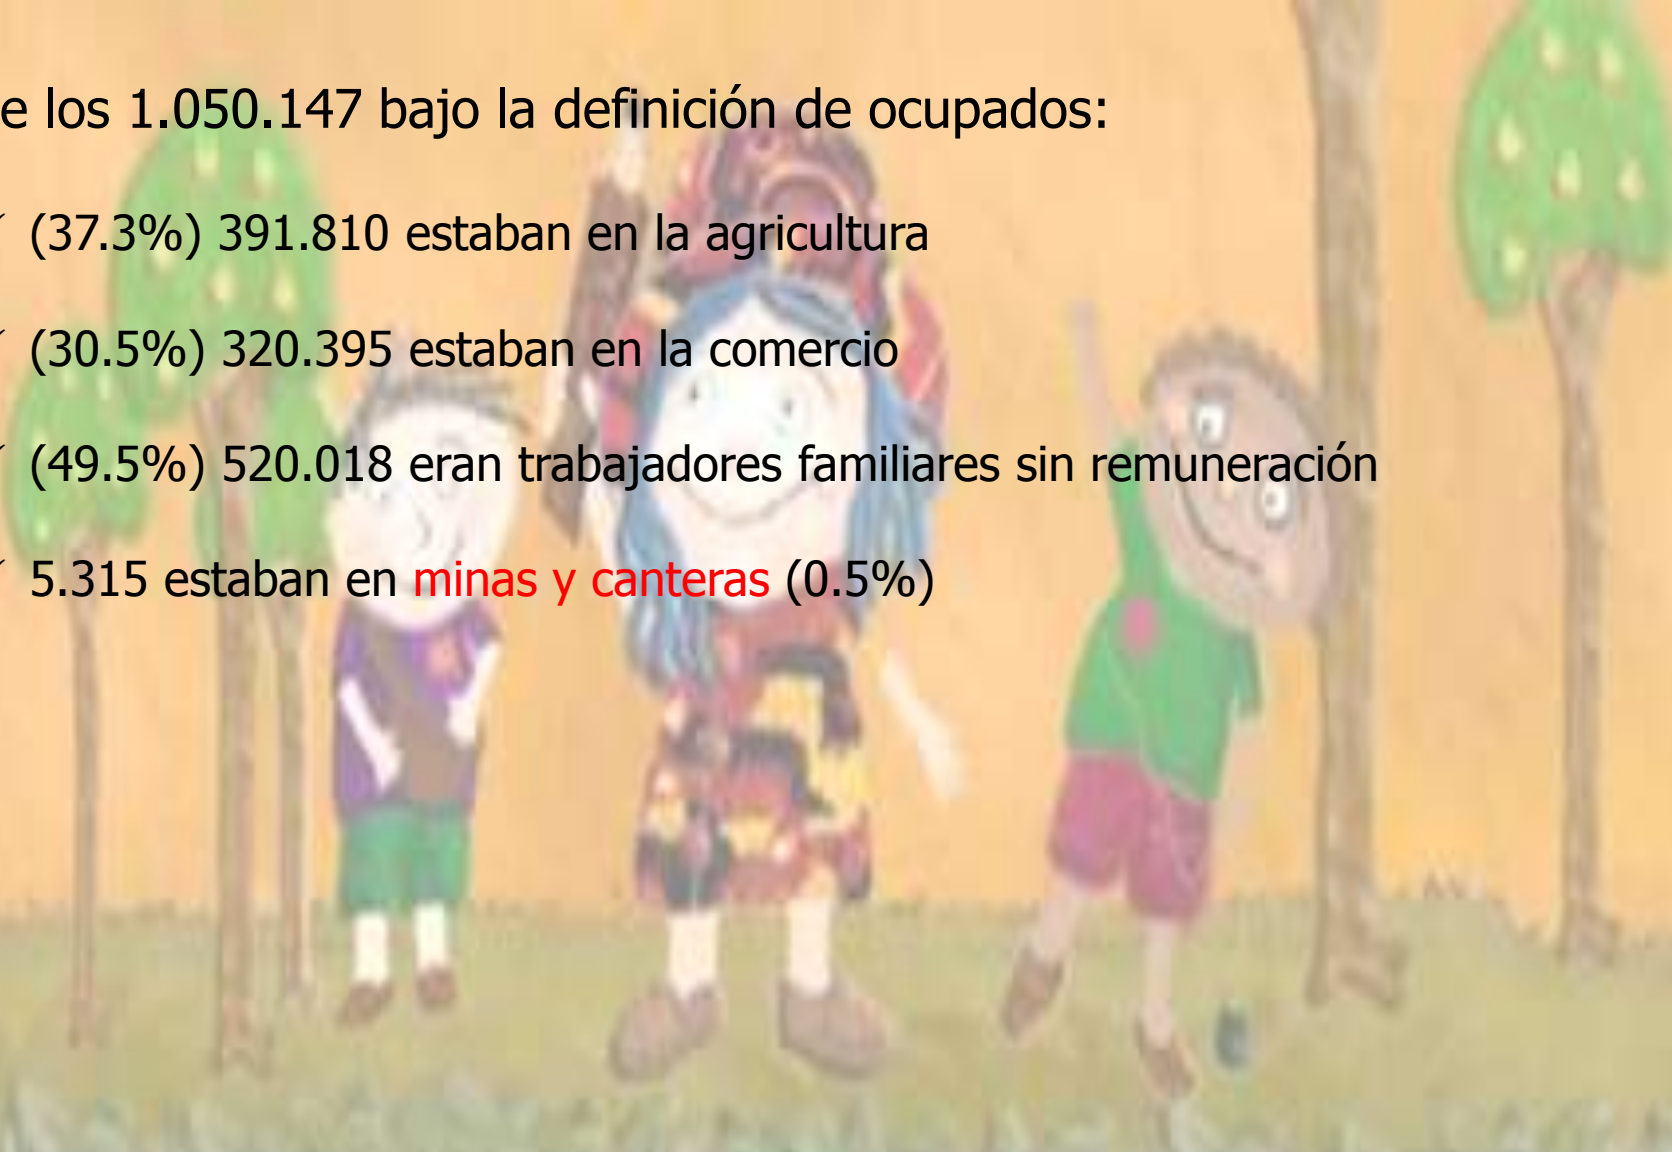 e los 1.050.147 bajo la definición de ocupados:
(37.3%) 391.810 estaban en la agricultura
(30.5%) 320.395 estaban en la comercio
(49.5%) 520.018 eran trabajadores familiares sin remuneración
5.315 estaban en minas y canteras (0.5%)